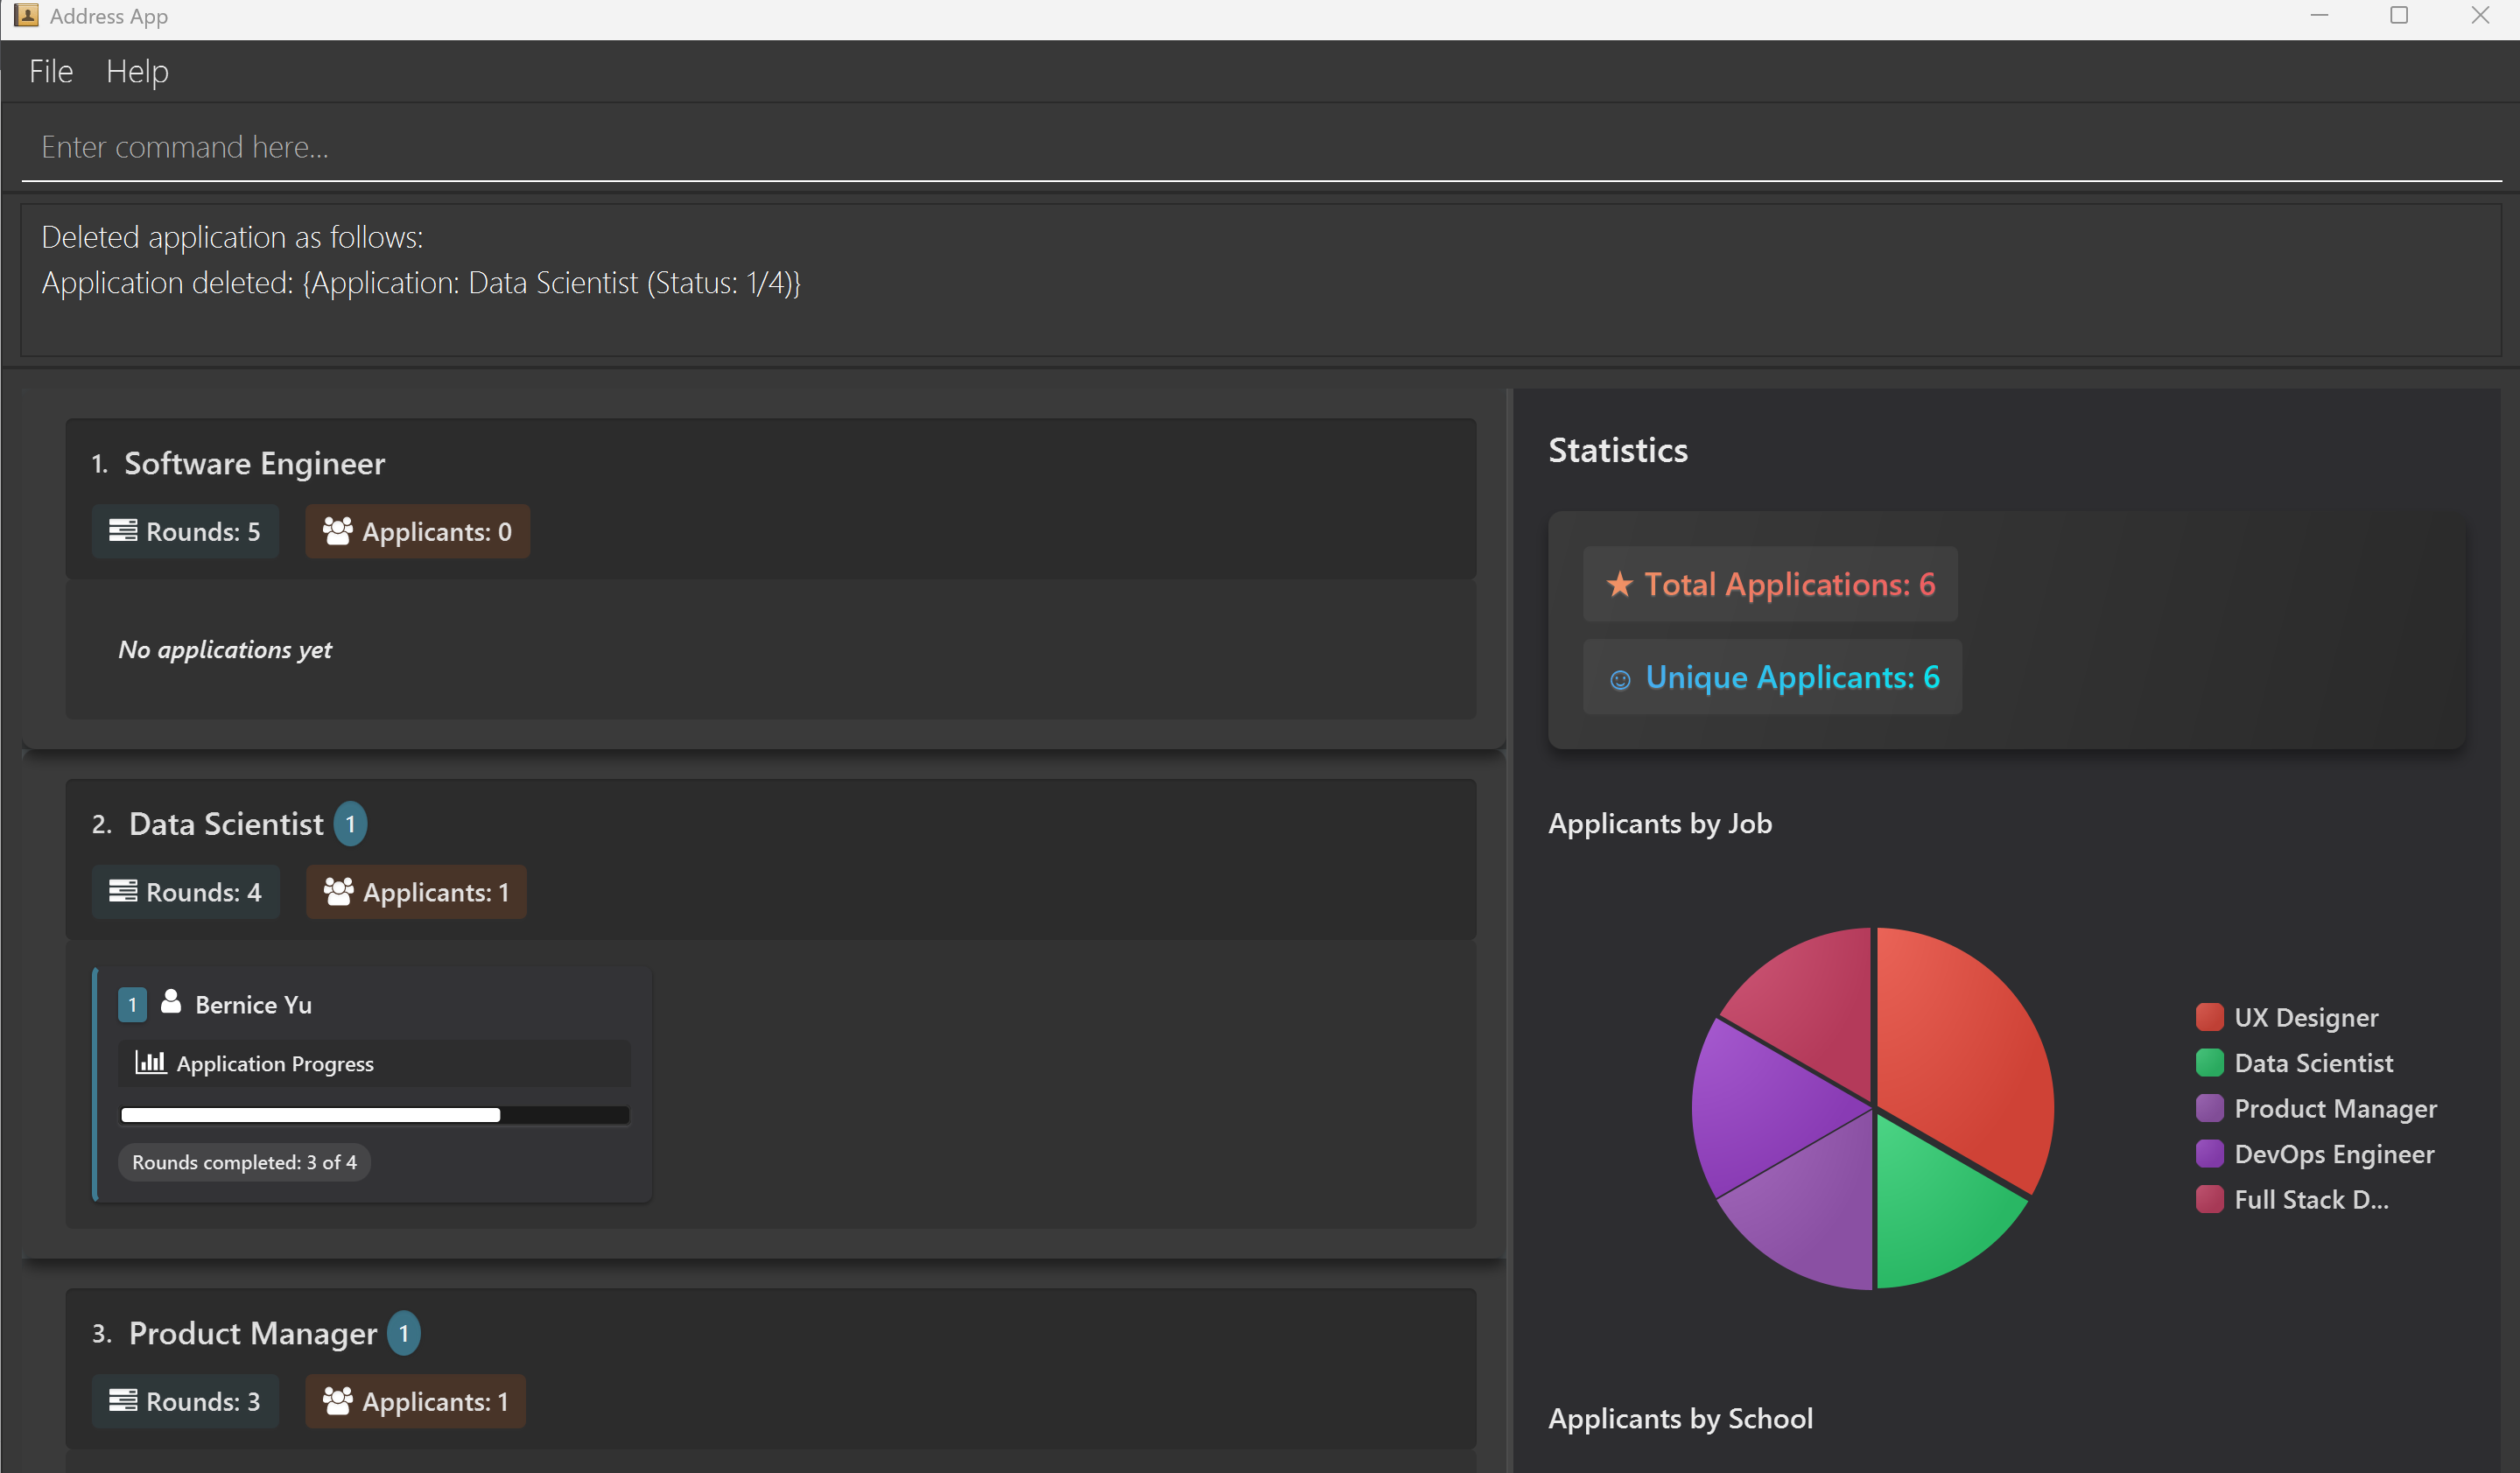 Address App
File Help
Enter command here...
Deleted application as follows:
Application deleted: {Application: Data Scientist (Status: 1/4)}
1. Software Engineer
Rounds: 5 Applicants: 0
No applications yet
2. Data Scientist 1
Rounds: 4 Applicants: 1
1 Bernice Yu
Application Progress
Rounds completed: 3 of 4
3. Product Manager 1
Rounds: 3 Applicants: 1
Statistics
★ Total Applications: 6
☺ Unique Applicants: 6
Applicants by Job
UX Designer
Data Scientist
Product Manager
DevOps Engineer
Full Stack D...
Applicants by School